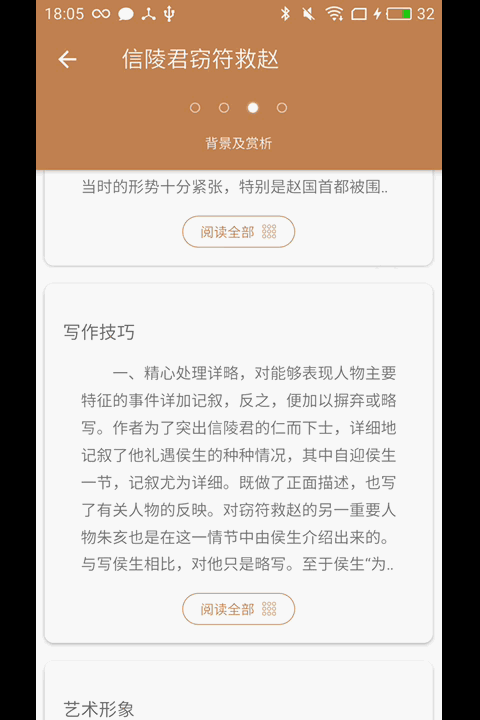 18:05
32
信陵君窃符救赵
背景及赏析
当时的形势十分紧张，特别是赵国首都被围..
阅读全部
写作技巧
一、精心处理详略，对能够表现人物主要
特征的事件详加记叙，反之，便加以摒弃或略
写。作者为了突出信陵君的仁而下士，详细地
记叙了他礼遇侯生的种种情况，其中自迎侯生
一节，记叙尤为详细。既做了正面描述，也写
了有关人物的反映。对窃符救赵的另一重要人
物朱亥也是在这一情节中由侯生介绍出来的。
与写侯生相比，对他只是略写。至于侯生“为..
阅读全部
艺术形象